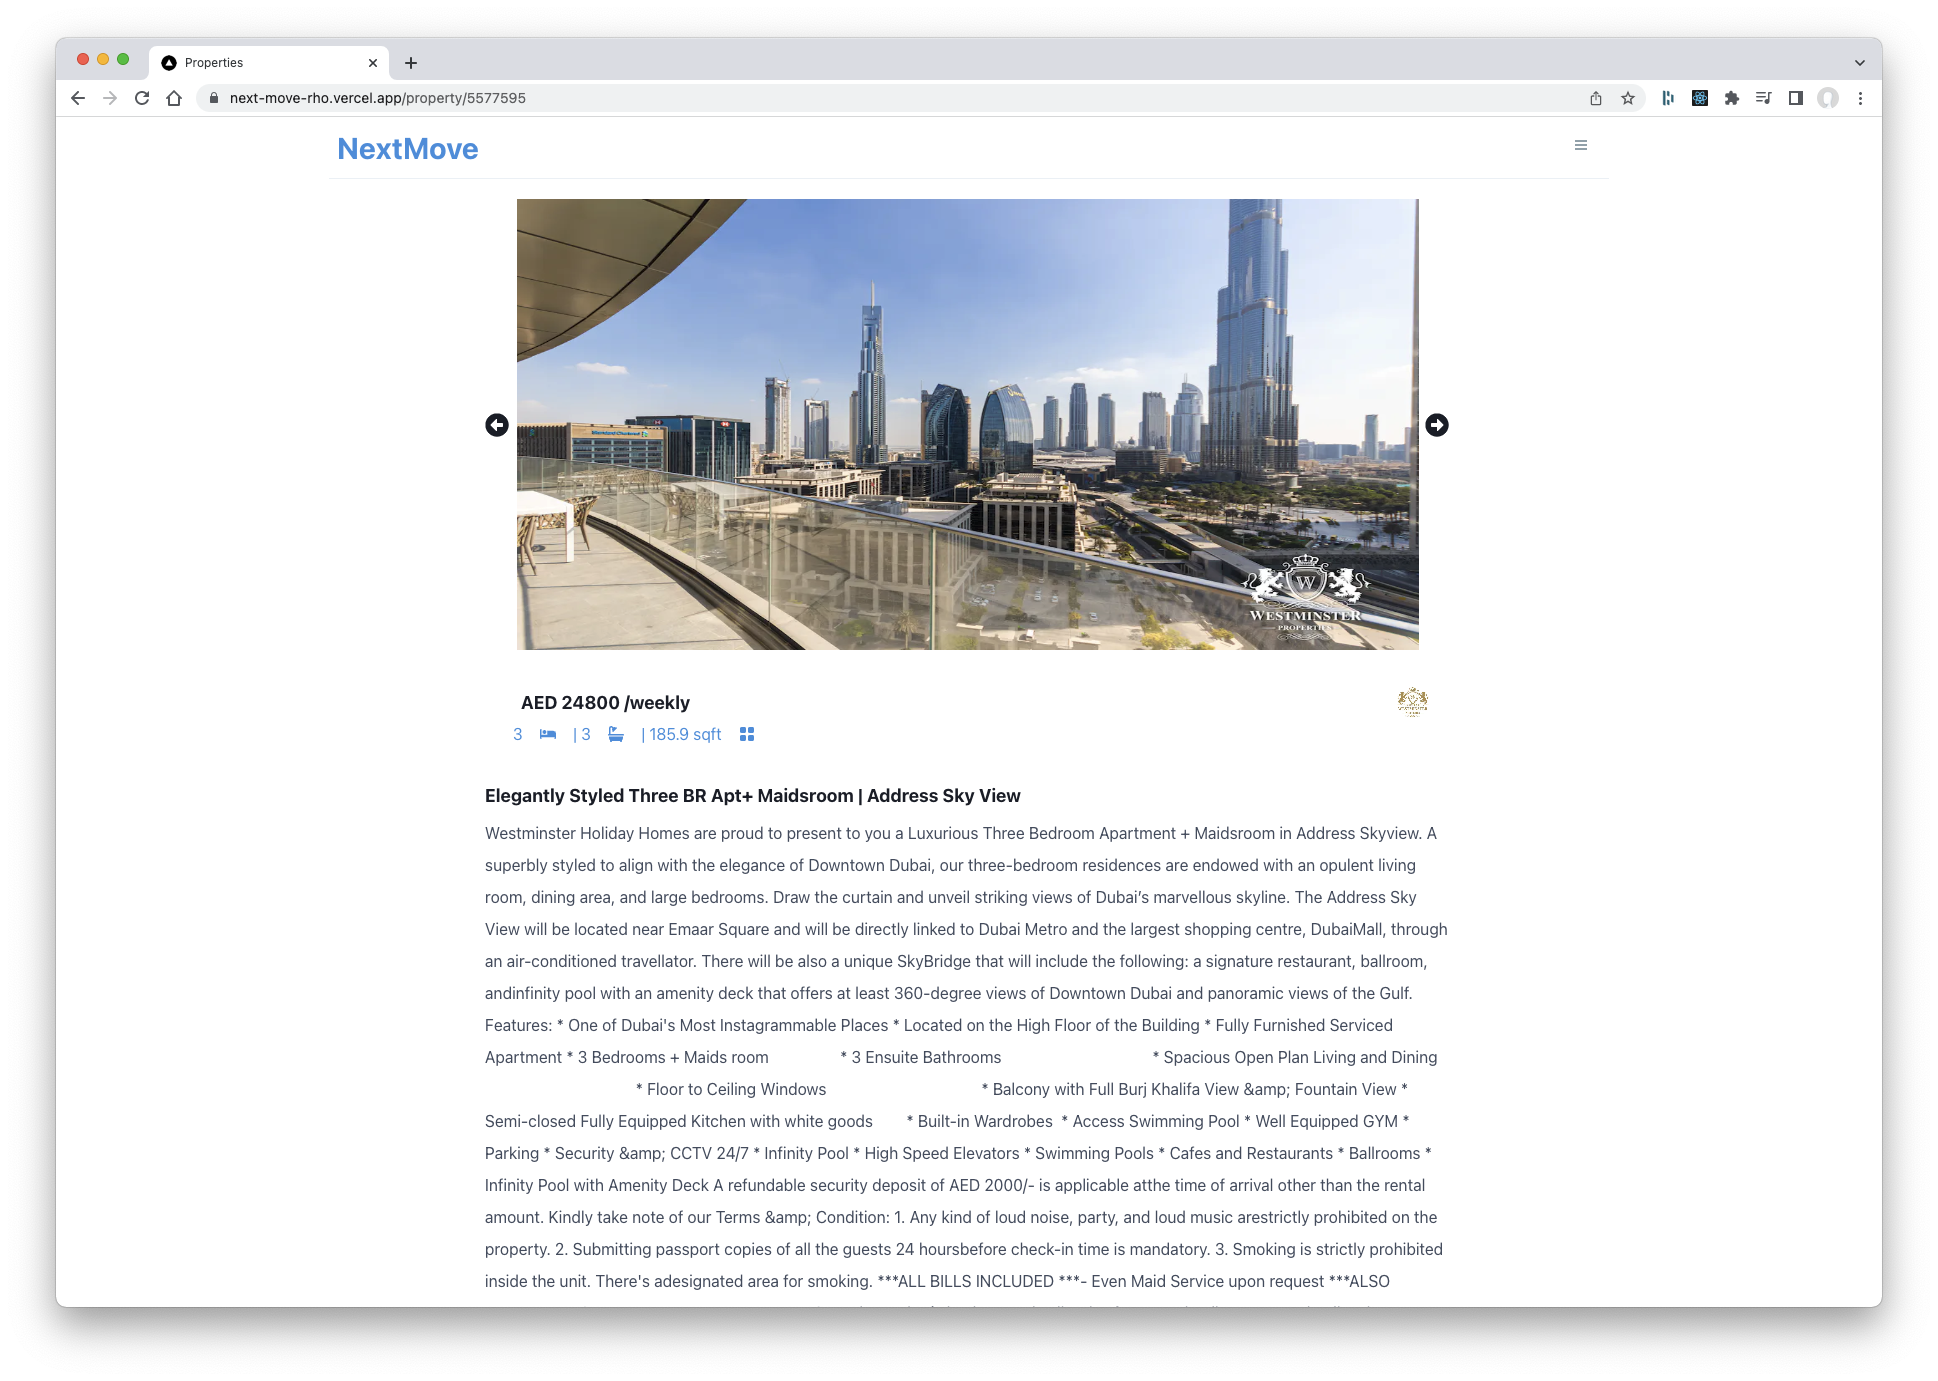 Properties
next-move-rho.vercel.app/property/5577595
NextMove
W
WESTMINSTER
PROPERTIES
AED 24800 /weekly
3 | 3 | 185.9 sqft
Elegantly Styled Three BR Apt+ Maidsroom | Address Sky View
Westminster Holiday Homes are proud to present to you a Luxurious Three Bedroom Apartment + Maidsroom in Address Skyview. A
superbly styled to align with the elegance of Downtown Dubai, our three-bedroom residences are endowed with an opulent living
room, dining area, and large bedrooms. Draw the curtain and unveil striking views of Dubai’s marvellous skyline. The Address Sky
View will be located near Emaar Square and will be directly linked to Dubai Metro and the largest shopping centre, DubaiMall, through
an air-conditioned travellator. There will be also a unique SkyBridge that will include the following: a signature restaurant, ballroom,
andinfinity pool with an amenity deck that offers at least 360-degree views of Downtown Dubai and panoramic views of the Gulf.
Features: * One of Dubai's Most Instagrammable Places * Located on the High Floor of the Building * Fully Furnished Serviced
Apartment * 3 Bedrooms + Maids room * 3 Ensuite Bathrooms * Spacious Open Plan Living and Dining
* Floor to Ceiling Windows * Balcony with Full Burj Khalifa View &amp; Fountain View *
Semi-closed Fully Equipped Kitchen with white goods * Built-in Wardrobes * Access Swimming Pool * Well Equipped GYM *
Parking * Security &amp; CCTV 24/7 * Infinity Pool * High Speed Elevators * Swimming Pools * Cafes and Restaurants * Ballrooms *
Infinity Pool with Amenity Deck A refundable security deposit of AED 2000/- is applicable atthe time of arrival other than the rental
amount. Kindly take note of our Terms &amp; Condition: 1. Any kind of loud noise, party, and loud music arestrictly prohibited on the
property. 2. Submitting passport copies of all the guests 24 hoursbefore check-in time is mandatory. 3. Smoking is strictly prohibited
inside the unit. There's adesignated area for smoking. ***ALL BILLS INCLUDED ***- Even Maid Service upon request ***ALSO